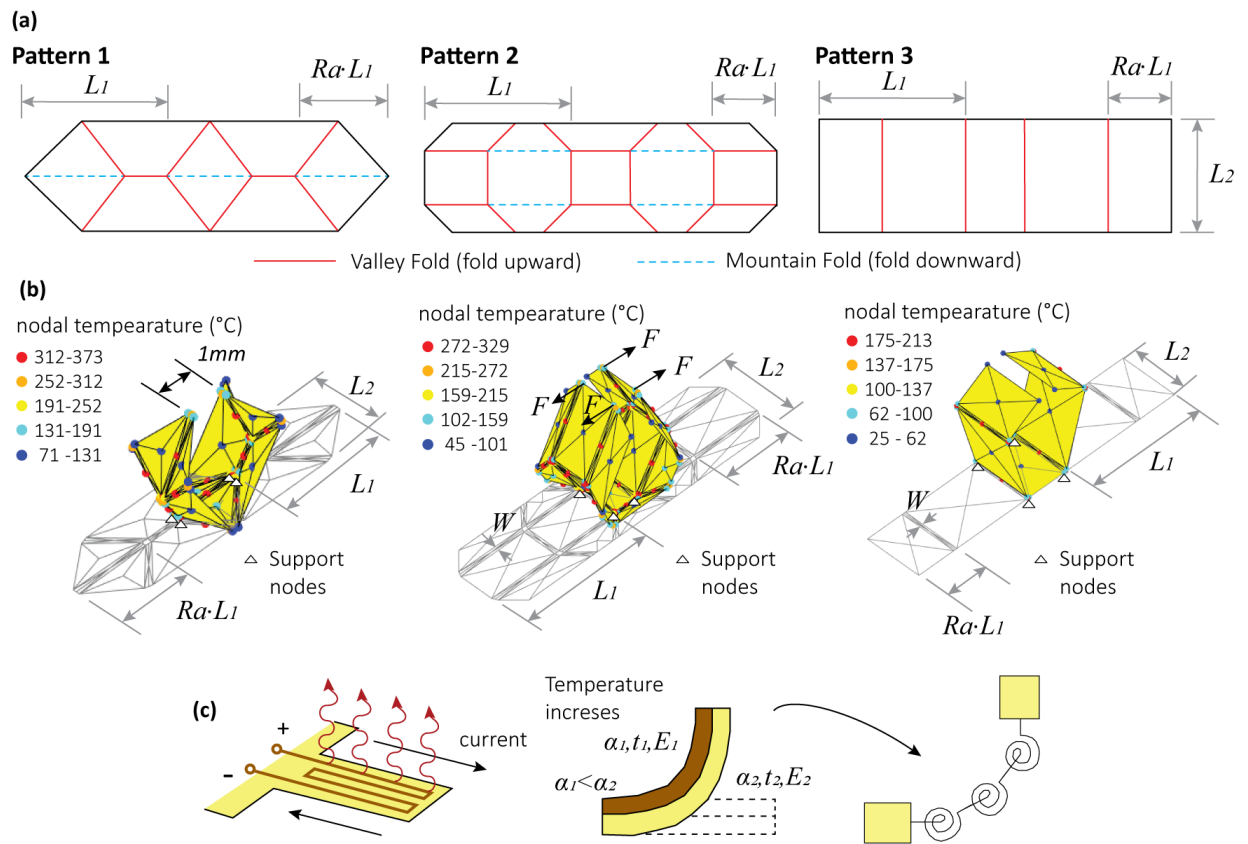 (a)
Pattern 1
Pattern 2
Pattern 3
L1
Ra·L1
L1
Ra·L1
L1
Ra·L1
L2
Valley Fold (fold upward)
Mountain Fold (fold downward)
(b)
nodal tempearature (°C)
312-373
252-312
191-252
131-191
71 -131
1mm
L2
L1
Ra·L1
Support
nodes
nodal temperature (°C)
272-329
215-272
159-215
102-159
45 -101
F
F
F
F
L2
Ra·L1
W
L1
Support
nodes
nodal temperature (°C)
175-213
137-175
100-137
62 -100
25 - 62
L2
L1
W
Ra·L1
Support
nodes
(c)
+
-
current
Temperature
increses
α1,t1,E1
α1<α2
α2,t2,E2